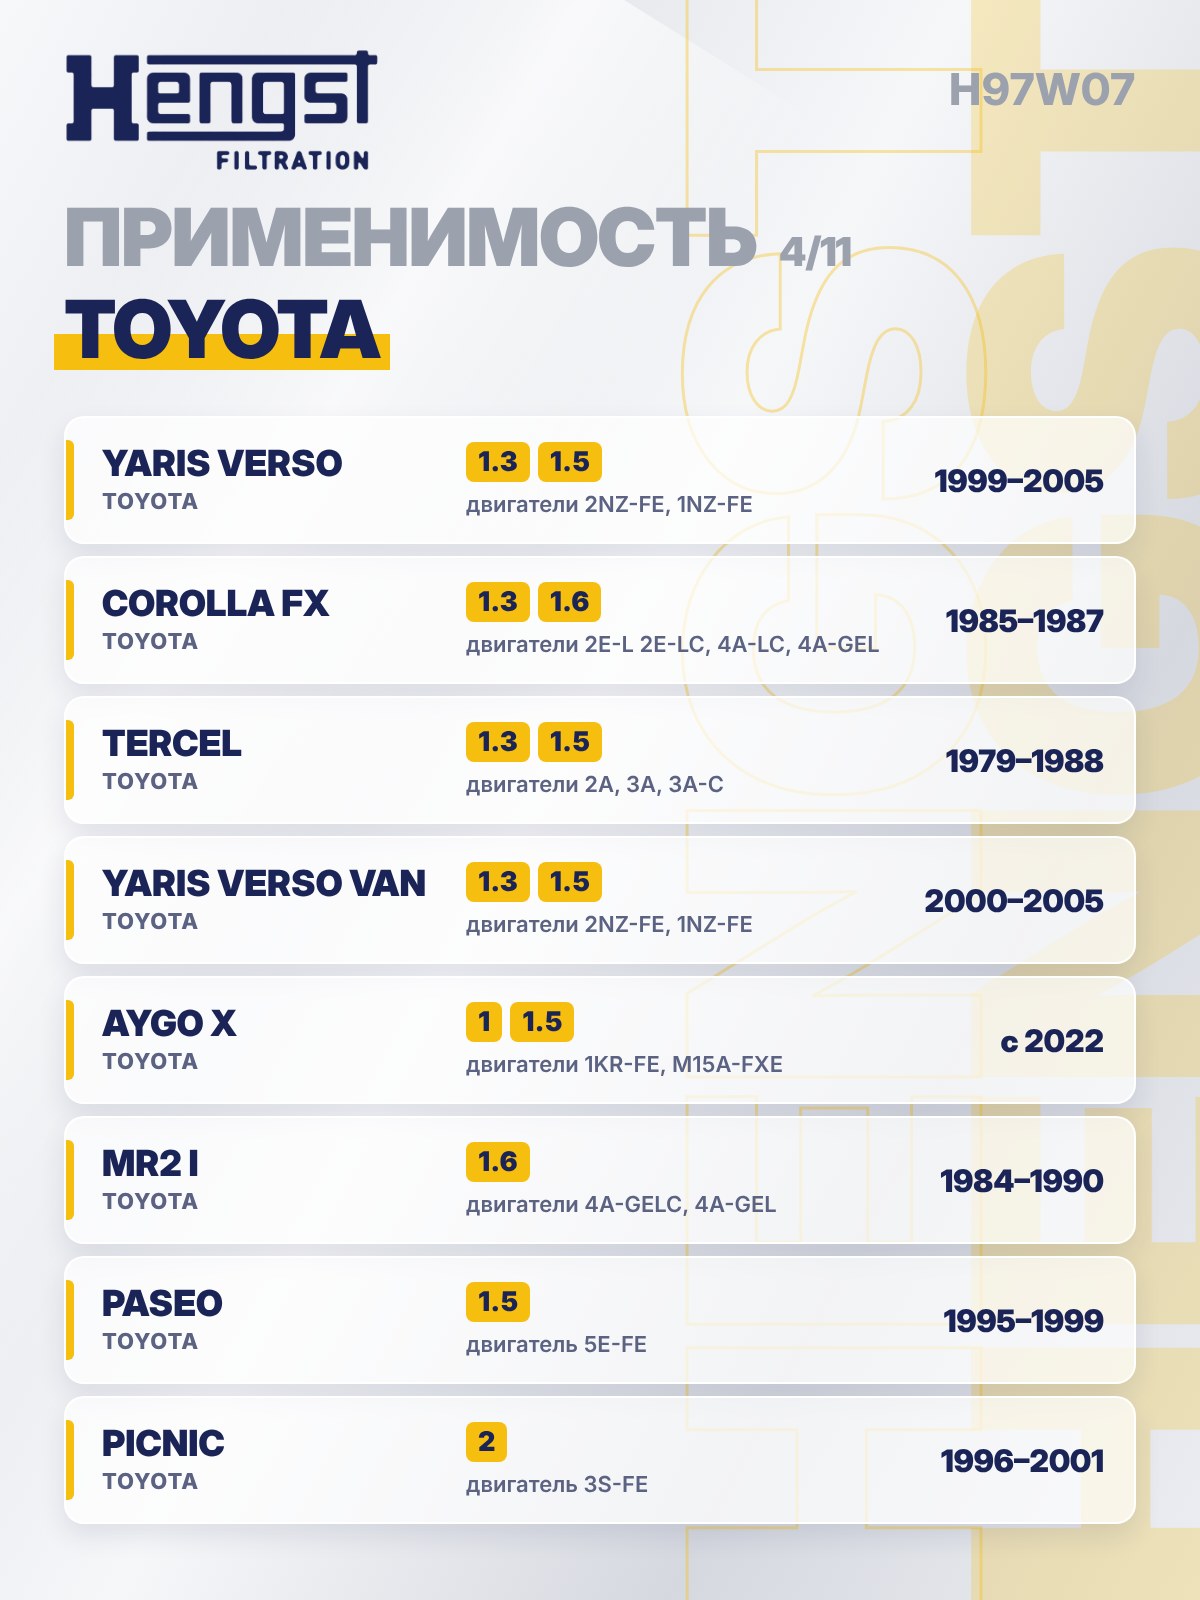 Hengst
FILTRATION
H97W07
ПРИМЕНИМОСТЬ 4/11
TOYOTA
YARIS VERSO
TOYOTA
1.3 1.5
двигатели 2NZ-FE, 1NZ-FE
1999–2005
COROLLA FX
TOYOTA
1.3 1.6
двигатели 2E-L 2E-LC, 4A-LC, 4A-GEL
1985–1987
TERCEL
TOYOTA
1.3 1.5
двигатели 2A, 3A, 3A-C
1979–1988
YARIS VERSO VAN
TOYOTA
1.3 1.5
двигатели 2NZ-FE, 1NZ-FE
2000–2005
AYGO X
TOYOTA
1 1.5
двигатели 1KR-FE, M15A-FXE
с 2022
MR2 I
TOYOTA
1.6
двигатели 4A-GELC, 4A-GEL
1984–1990
PASEO
TOYOTA
1.5
двигатель 5E-FE
1995–1999
PICNIC
TOYOTA
2
двигатель 3S-FE
1996–2001
HENGST
HENGST